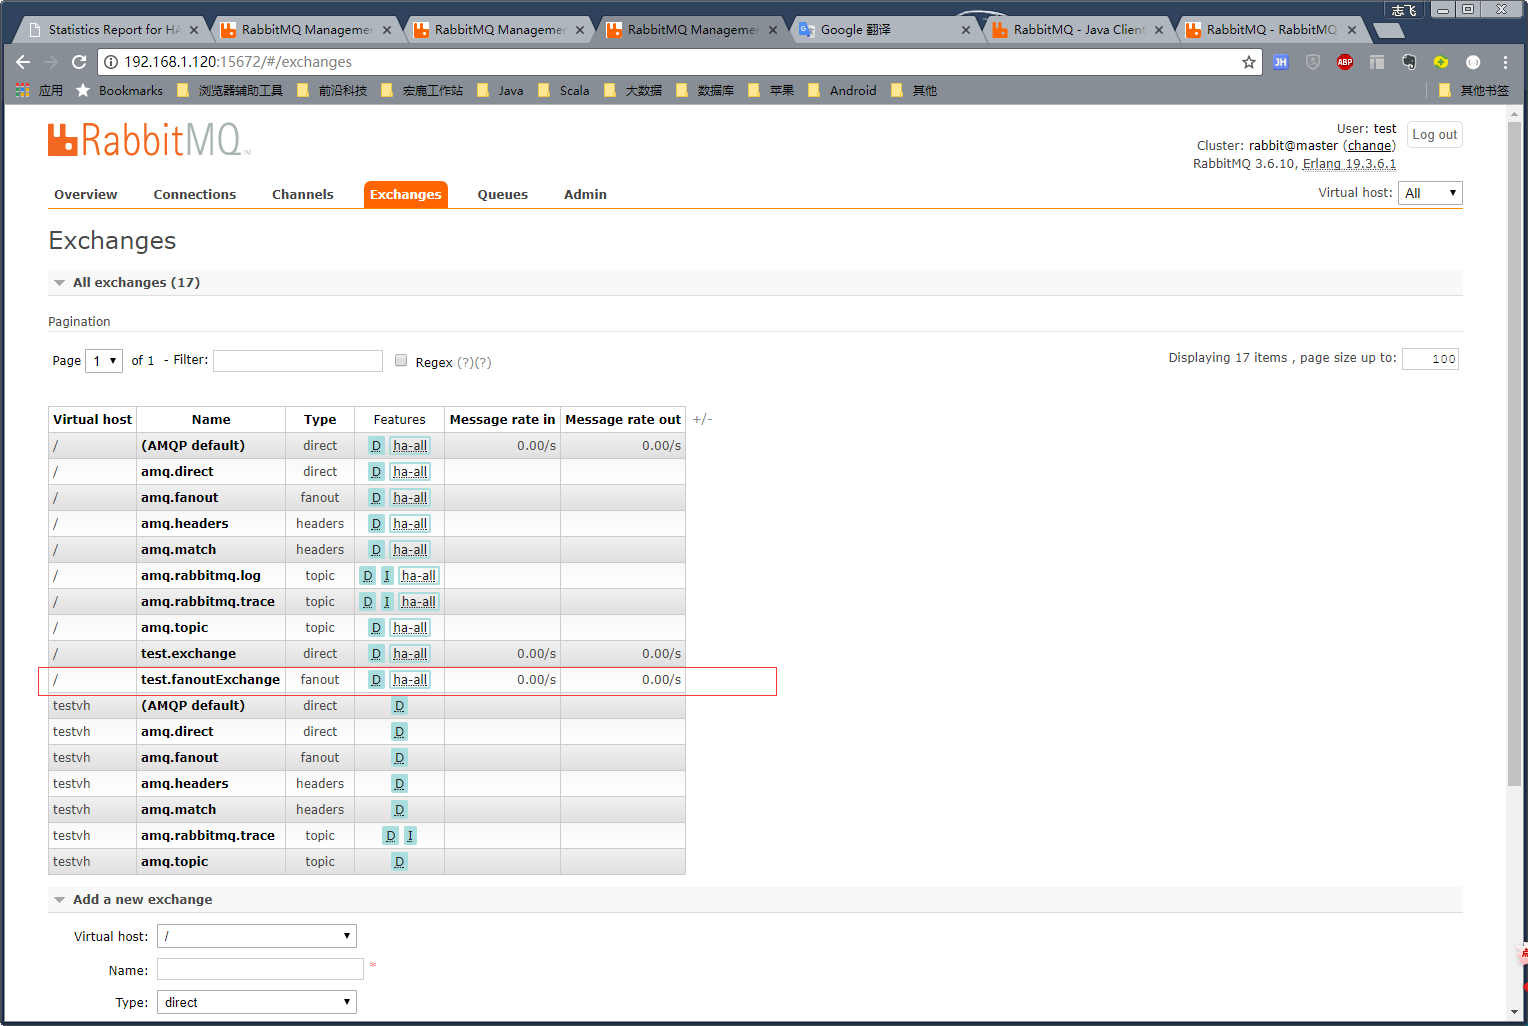 志飞
Statistics Report for HA
RabbitMQ Managemen
RabbitMQ Managemen
RabbitMQ Managemen
Google 翻译
RabbitMQ - Java Client
RabbitMQ - RabbitMQ
192.168.1.120:15672/#/exchanges
JH
ABP
应用
Bookmarks
浏览器辅助工具
前沿科技
宏鹿工作站
Java
Scala
大数据
数据库
苹果
Android
其他
其他书签
RabbitMQ TM
User: test
Log out
Cluster: rabbit@master (change)
RabbitMQ 3.6.10, Erlang 19.3.6.1
Overview Connections Channels Exchanges Queues Admin
Virtual host: All
Exchanges
All exchanges (17)
Pagination
Page 1 of 1 - Filter: Regex (?)(?)
Displaying 17 items , page size up to: 100
Virtual host Name Type Features Message rate in Message rate out +/-
/ (AMQP default) direct D ha-all 0.00/s 0.00/s
/ amq.direct direct D ha-all
/ amq.fanout fanout D ha-all
/ amq.headers headers D ha-all
/ amq.match headers D ha-all
/ amq.rabbitmq.log topic D I ha-all
/ amq.rabbitmq.trace topic D I ha-all
/ amq.topic topic D ha-all
/ test.exchange direct D ha-all 0.00/s 0.00/s
/ test.fanoutExchange fanout D ha-all 0.00/s 0.00/s
testvh (AMQP default) direct D
testvh amq.direct direct D
testvh amq.fanout fanout D
testvh amq.headers headers D
testvh amq.match headers D
testvh amq.rabbitmq.trace topic D I
testvh amq.topic topic D
Add a new exchange
Virtual host: /
Name: *
Type: direct